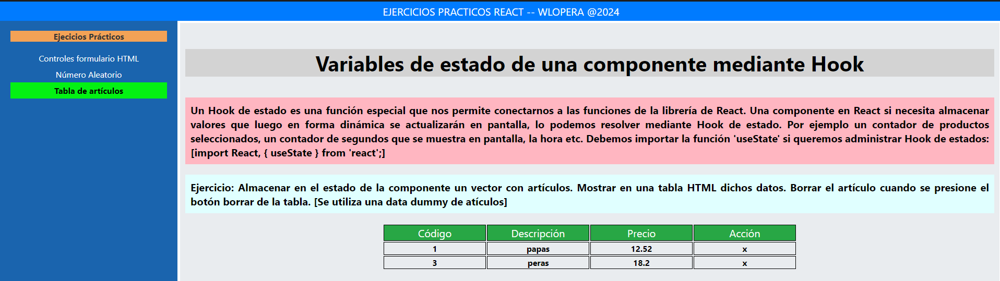 EJERCICIOS PRACTICOS REACT -- WLOPERA @2024
Ejecicios Prácticos
Controles formulario HTML
Número Aleatorio
Tabla de artículos
Variables de estado de una componente mediante Hook
Un Hook de estado es una función especial que nos permite conectarnos a las funciones de la librería de React. Una componente en React si necesita almacenar
valores que luego en forma dinámica se actualizarán en pantalla, lo podemos resolver mediante Hook de estado. Por ejemplo un contador de productos
seleccionados, un contador de segundos que se muestra en pantalla, la hora etc. Debemos importar la función 'useState' si queremos administrar Hook de estados:
[import React, { useState } from 'react';]
Ejercicio: Almacenar en el estado de la componente un vector con artículos. Mostrar en una tabla HTML dichos datos. Borrar el artículo cuando se presione el
botón borrar de la tabla. [Se utiliza una data dummy de atículos]
Código Descripción Precio Acción
1 papas 12.52 x
3 peras 18.2 x